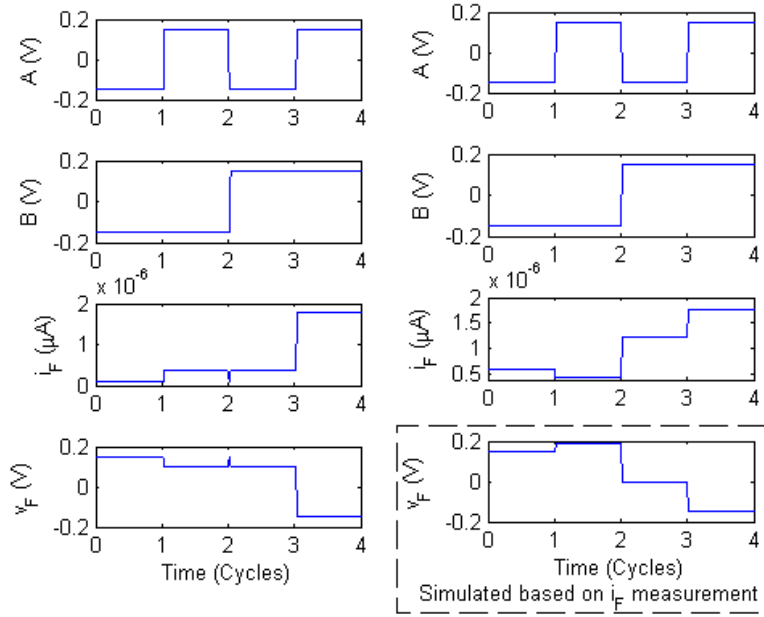 0.2
0
-0.2
A (V)
0 1 2 3 4
0.2
0
-0.2
B (V)
0 1 2 3 4
x 10^-6
2
1
0
i_F (μA)
0 1 2 3 4
0.2
0
-0.2
v_F (V)
0 1 2 3 4
Time (Cycles)
0.2
0
-0.2
A (V)
0 1 2 3 4
0.2
0
-0.2
B (V)
0 1 2 3 4
x 10^-6
2
1.5
1
0.5
i_F (μA)
0 1 2 3 4
0.2
0
-0.2
v_F (V)
0 1 2 3 4
Time (Cycles)
Simulated based on i_F measurement